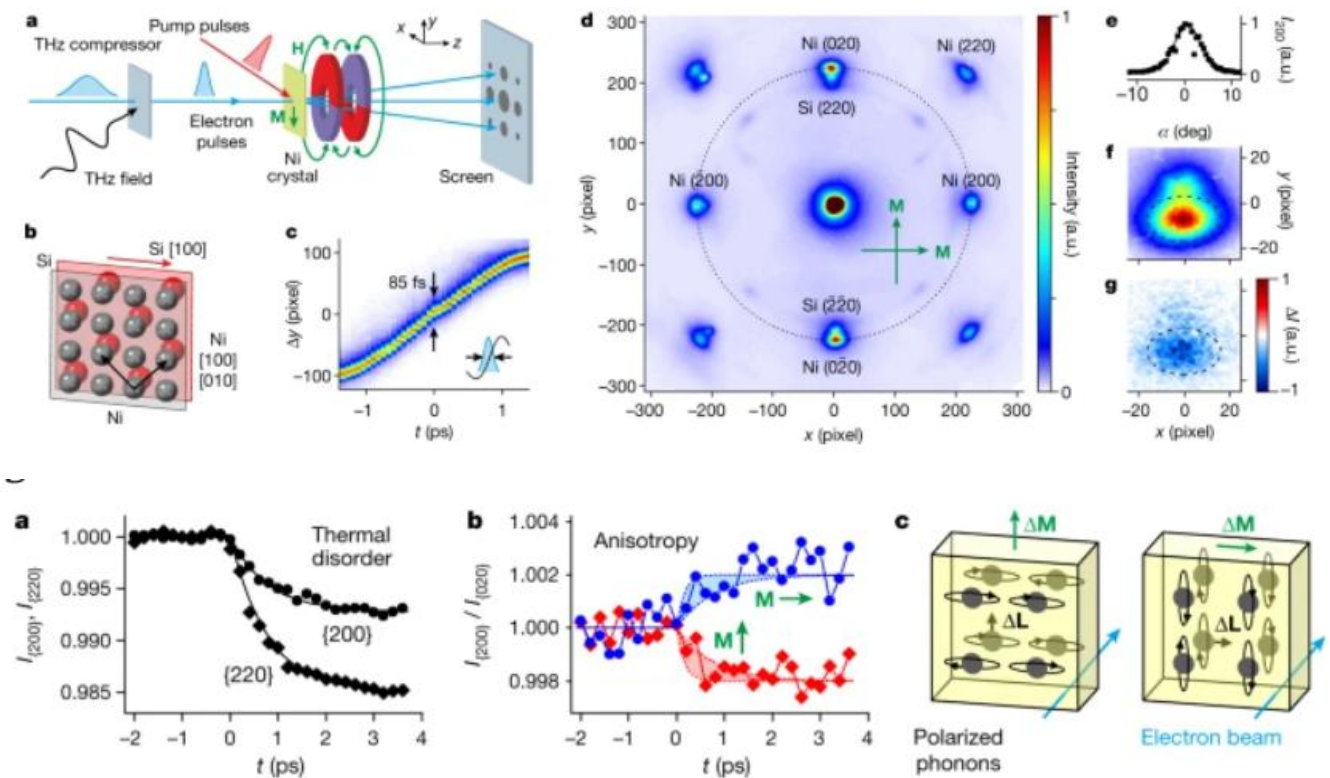 a
Pump pulses
THz compressor
H
x
y
z
M
Electron
pulses
THz field
Ni
crystal
Screen
b
Si [100]
Si
Ni
[100]
[010]
Ni
c
100
0
−100
Δy (pixel)
85 fs
−1 0 1
t (ps)
d
300
200
100
0
−100
−200
−300
y (pixel)
Ni (020)
Ni (220)
Si (220)
Ni (2̄00)
Ni (200)
M
M
Si (2̄2̄0)
Ni (02̄0)
−300 −200 −100 0 100 200 300
x (pixel)
1
0
Intensity (a.u.)
e
1
0
I200 (a.u.)
−10 0 10
α (deg)
f
20
0
−20
y (pixel)
g
1
−1
ΔI (a.u.)
−20 0 20
x (pixel)
a
1.000
0.995
0.990
0.985
I{200}, I{220}
Thermal
disorder
{200}
{220}
−2 −1 0 1 2 3 4
t (ps)
b
1.004
1.002
1.000
0.998
I{200} / I{020}
Anisotropy
M
M
−2 −1 0 1 2 3 4
t (ps)
c
ΔM
ΔM
ΔL
ΔL
Polarized
phonons
Electron beam